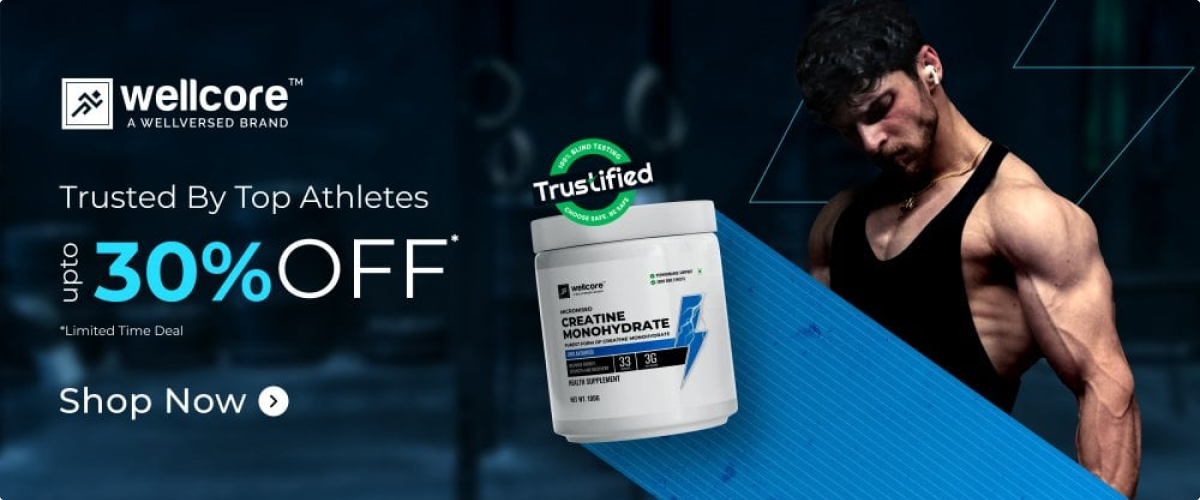 wellcore™
A WELLVERSED BRAND
Trusted By Top Athletes
upto 30% OFF*
*Limited Time Deal
Shop Now
100% BLIND TESTING
Trustified
CHOOSE SAFE. BE SAFE
wellcore
MICRONISED
CREATINE
MONOHYDRATE
PUREST FORM OF CREATINE MONOHYDRATE
33 3G
HEALTH SUPPLEMENT
NET WT. 100G